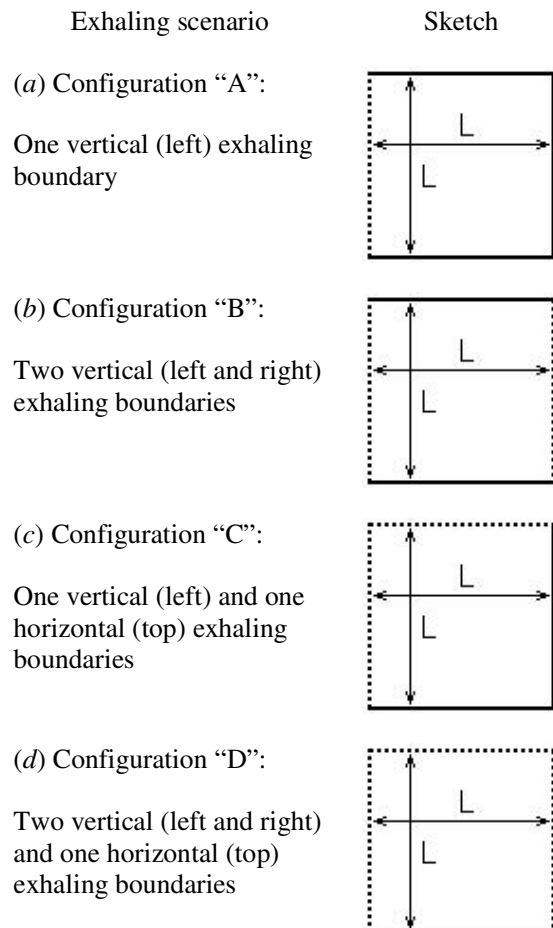 Exhaling scenario Sketch
(a) Configuration “A”:
One vertical (left) exhaling
boundary
L
L
(b) Configuration “B”:
Two vertical (left and right)
exhaling boundaries
L
L
(c) Configuration “C”:
One vertical (left) and one
horizontal (top) exhaling
boundaries
L
L
(d) Configuration “D”:
Two vertical (left and right)
and one horizontal (top)
exhaling boundaries
L
L